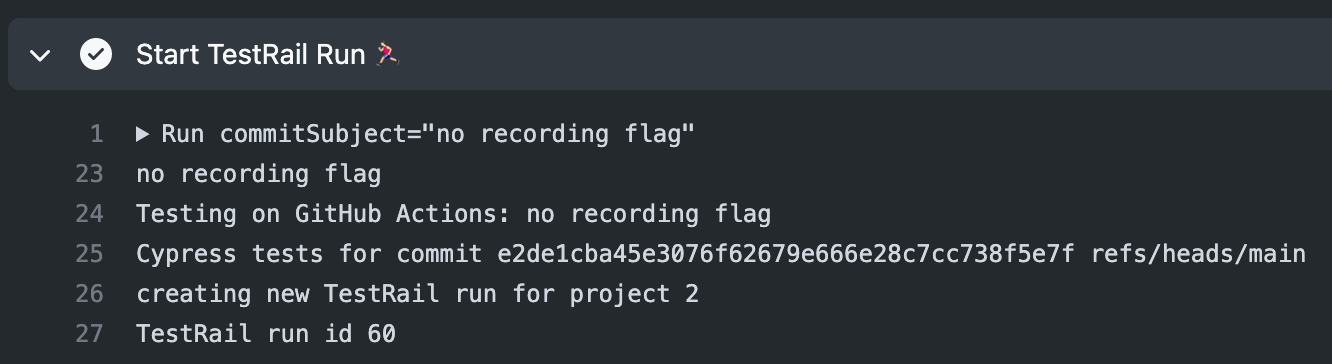 Start TestRail Run 🏃
1 ▶ Run commitSubject="no recording flag"
23 no recording flag
24 Testing on GitHub Actions: no recording flag
25 Cypress tests for commit e2de1cba45e3076f62679e666e28c7cc738f5e7f refs/heads/main
26 creating new TestRail run for project 2
27 TestRail run id 60